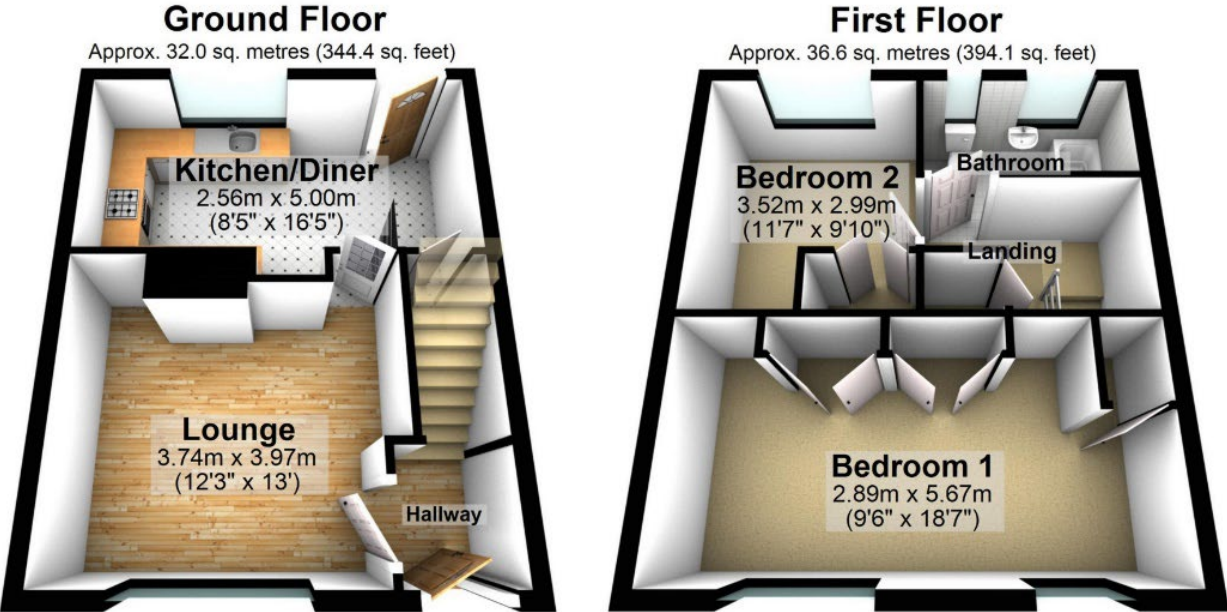 Ground Floor
Approx. 32.0 sq. metres (344.4 sq. feet)
Kitchen/Diner
2.56m x 5.00m
(8'5" x 16'5")
Lounge
3.74m x 3.97m
(12'3" x 13')
Hallway
First Floor
Approx. 36.6 sq. metres (394.1 sq. feet)
Bathroom
Bedroom 2
3.52m x 2.99m
(11'7" x 9'10")
Landing
Bedroom 1
2.89m x 5.67m
(9'6" x 18'7")